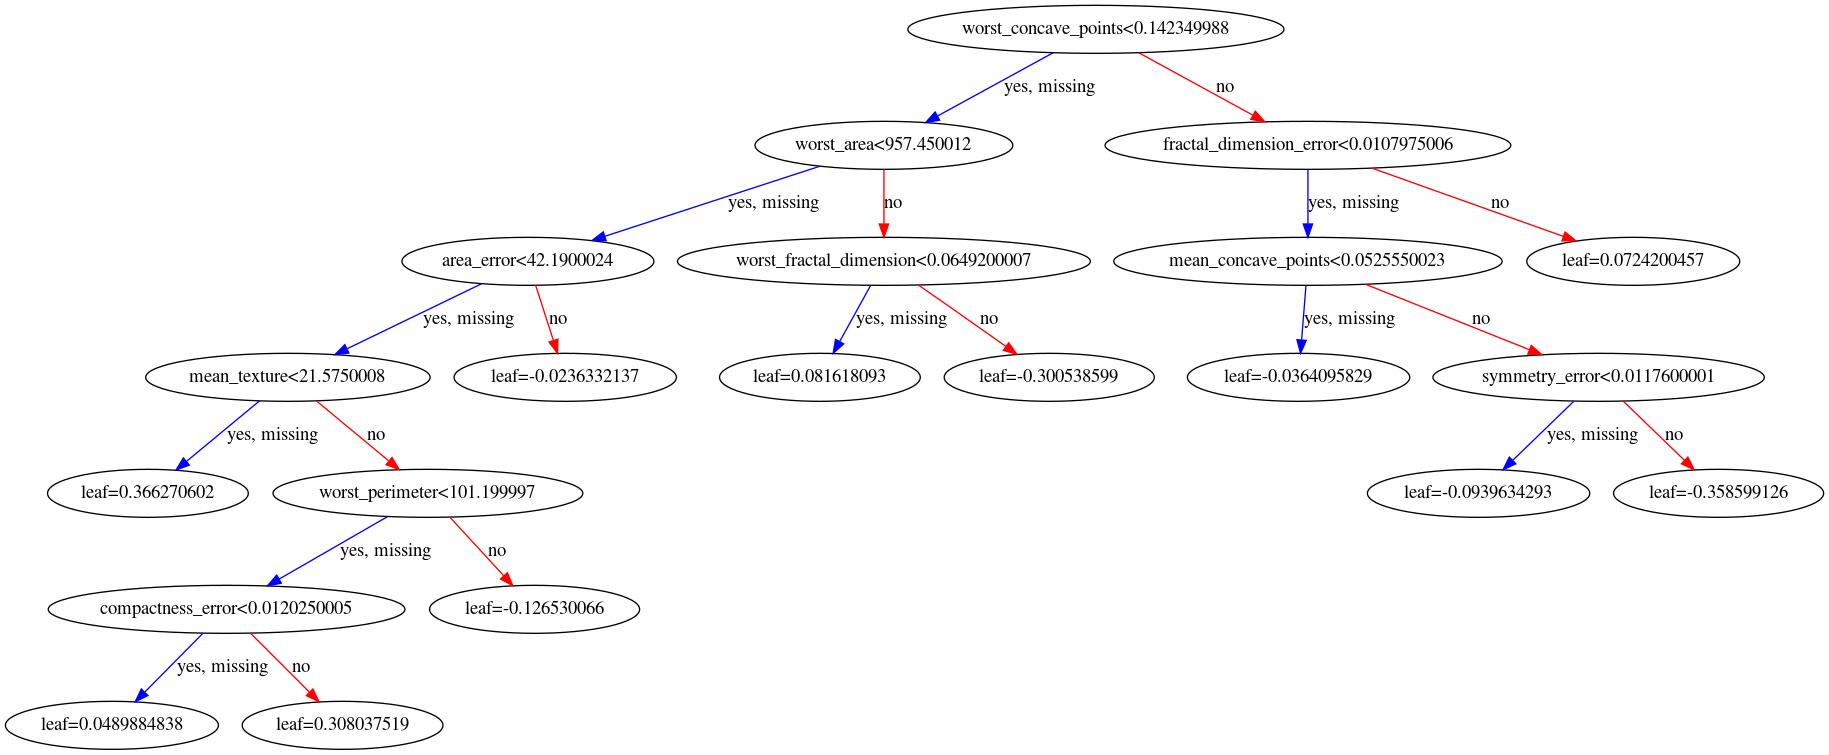 worst_concave_points<0.142349988
yes, missing
no
worst_area<957.450012
fractal_dimension_error<0.0107975006
yes, missing
no
yes, missing
no
area_error<42.1900024
worst_fractal_dimension<0.0649200007
mean_concave_points<0.0525550023
leaf=0.0724200457
yes, missing
no
yes, missing
no
yes, missing
no
mean_texture<21.5750008
leaf=-0.0236332137
leaf=0.081618093
leaf=-0.300538599
leaf=-0.0364095829
symmetry_error<0.0117600001
yes, missing
no
yes, missing
no
leaf=0.366270602
worst_perimeter<101.199997
leaf=-0.0939634293
leaf=-0.358599126
yes, missing
no
compactness_error<0.0120250005
leaf=-0.126530066
yes, missing
no
leaf=0.0489884838
leaf=0.308037519